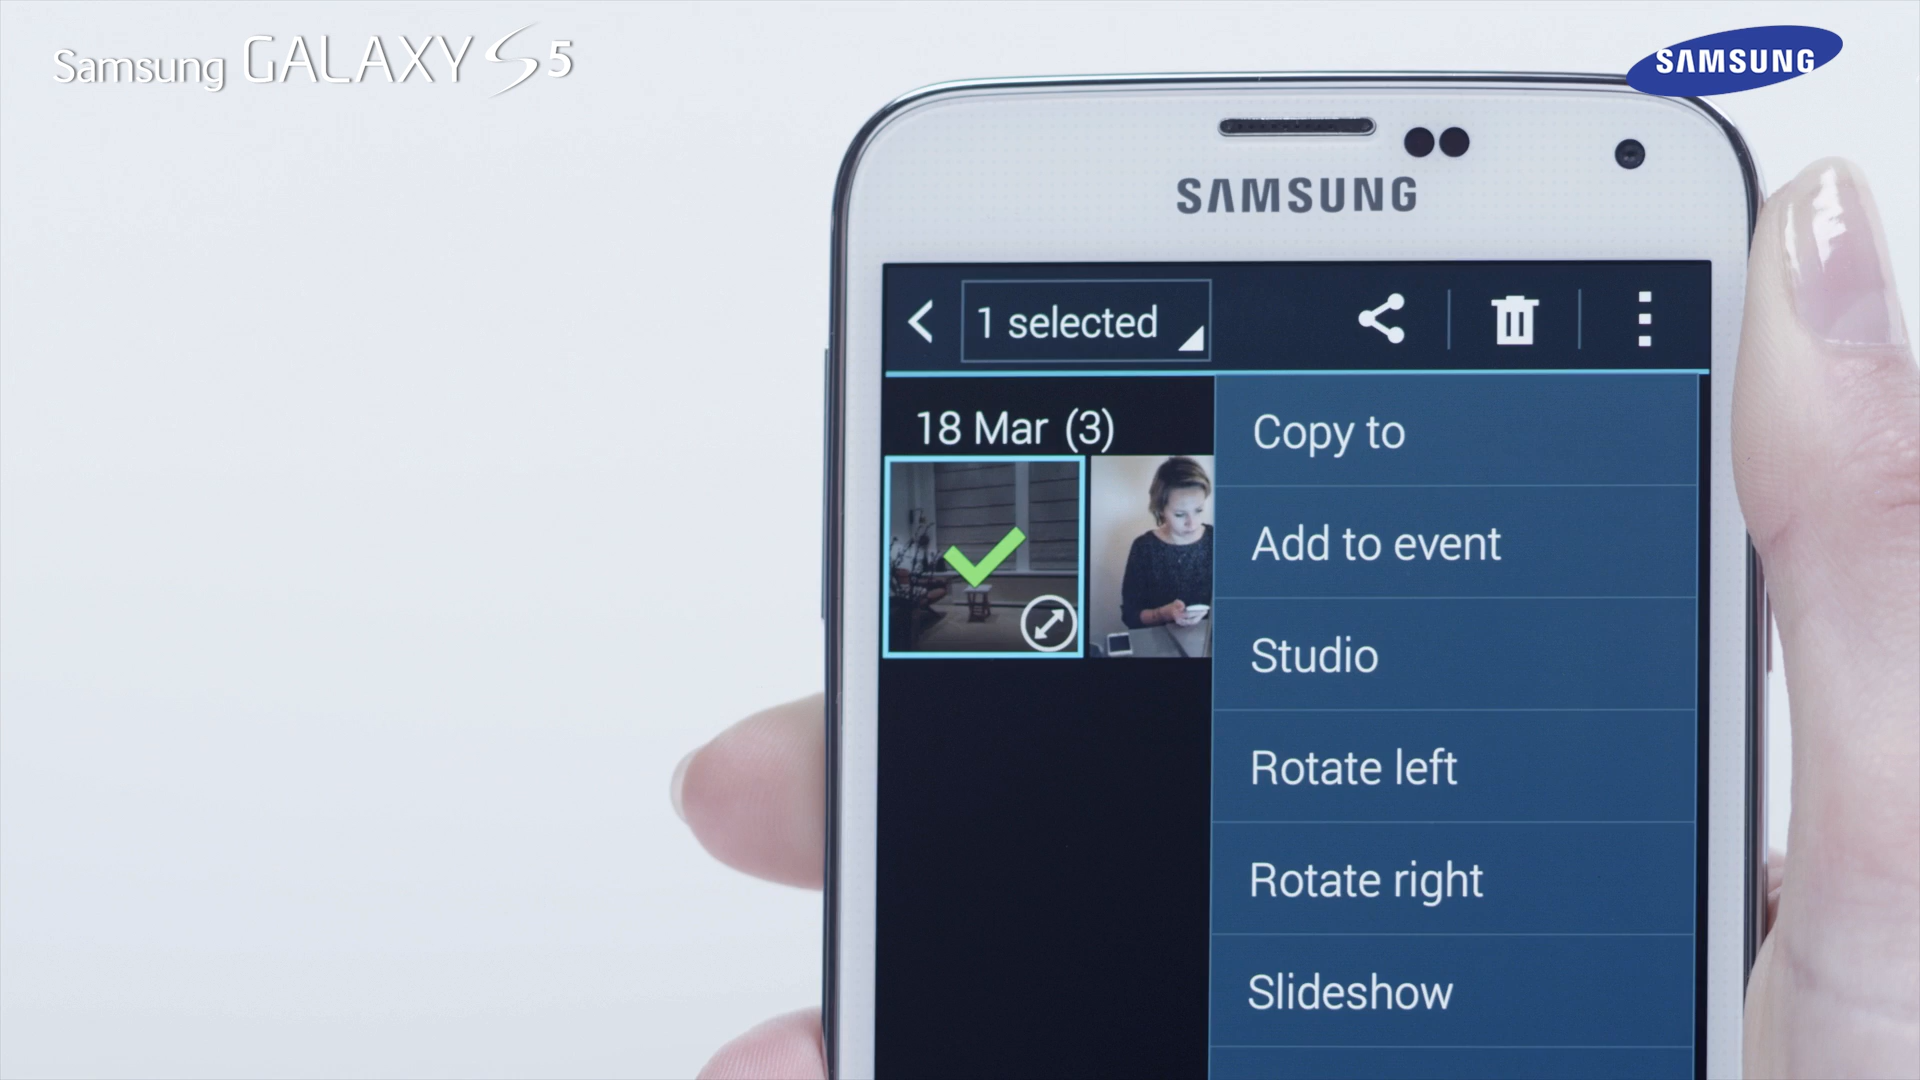 Samsung GALAXY S5
SAMSUNG
SAMSUNG
1 selected
18 Mar (3)
Copy to
Add to event
Studio
Rotate left
Rotate right
Slideshow